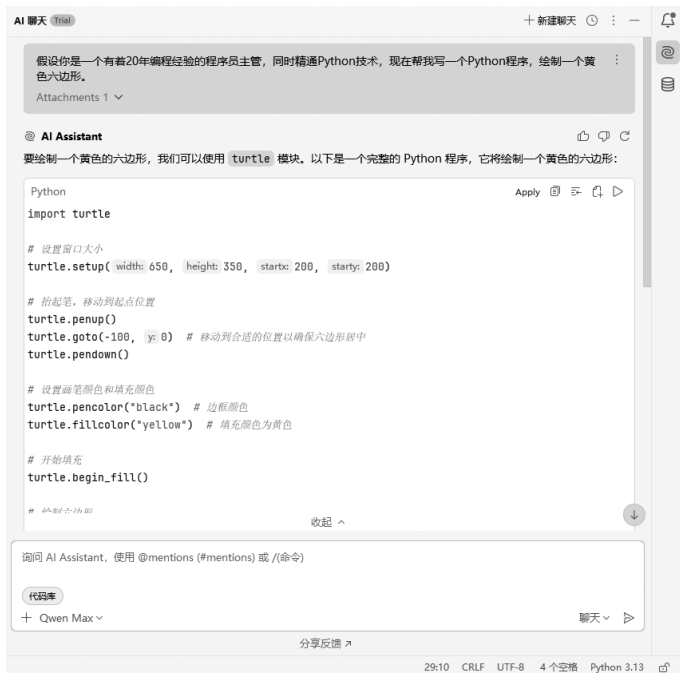 AI 聊天 Trial
新建聊天
假设你是一个有着20年编程经验的程序员主管，同时精通Python技术，现在帮我写一个Python程序，绘制一个黄
色六边形。
Attachments 1
AI Assistant
要绘制一个黄色的六边形，我们可以使用 turtle 模块。以下是一个完整的 Python 程序，它将绘制一个黄色的六边形：
Python
Apply
import turtle
# 设置窗口大小
turtle.setup( width: 650, height: 350, startx: 200, starty: 200)
# 抬起笔，移动到起点位置
turtle.penup()
turtle.goto(-100, y: 0) # 移动到合适的位置以确保六边形居中
turtle.pendown()
# 设置画笔颜色和填充颜色
turtle.pencolor("black") # 边框颜色
turtle.fillcolor("yellow") # 填充颜色为黄色
# 开始填充
turtle.begin_fill()
# 绘制六边形
收起
询问 AI Assistant，使用 @mentions (#mentions) 或 /(命令)
代码库
Qwen Max
聊天
分享反馈
29:10 CRLF UTF-8 4 个空格 Python 3.13